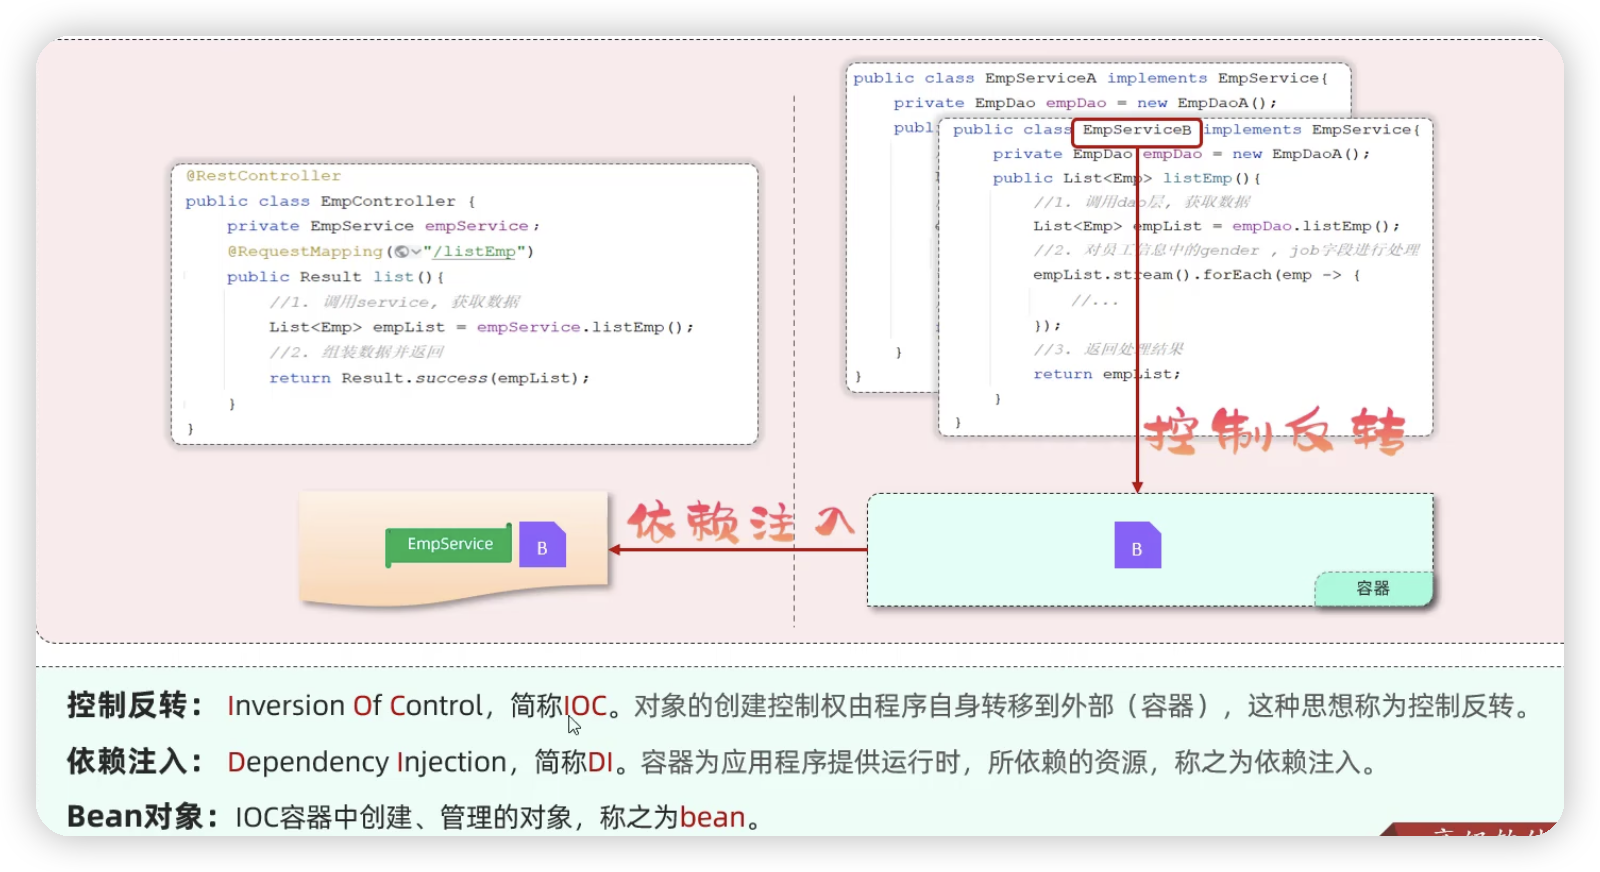 @RestController
public class EmpController {
private EmpService empService;
@RequestMapping("/listEmp")
public Result list(){
//1. 调用service, 获取数据
List<Emp> empList = empService.listEmp();
//2. 组装数据并返回
return Result.success(empList);
}
}
public class EmpServiceA implements EmpService{
private EmpDao empDao = new EmpDaoA();
publ
}
}
public class EmpServiceB implements EmpService{
private EmpDao empDao = new EmpDaoA();
public List<Emp> listEmp(){
//1. 调用dao层, 获取数据
List<Emp> empList = empDao.listEmp();
//2. 对员工信息中的gender , job字段进行处理
empList.stream().forEach(emp -> {
//...
});
//3. 返回处理结果
return empList;
}
}
控制反转
依赖注入
EmpService
B
B
容器
控制反转：Inversion Of Control，简称IOC。对象的创建控制权由程序自身转移到外部（容器），这种思想称为控制反转。
依赖注入：Dependency Injection，简称DI。容器为应用程序提供运行时，所依赖的资源，称之为依赖注入。
Bean对象：IOC容器中创建、管理的对象，称之为bean。